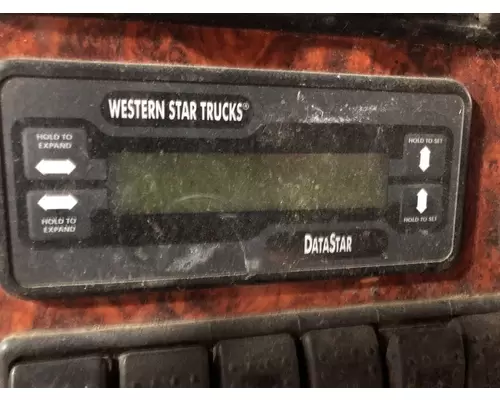 WESTERN STAR TRUCKS®
HOLD TO
EXPAND
HOLD TO SET
HOLD TO
EXPAND
HOLD TO SET
DATASTAR